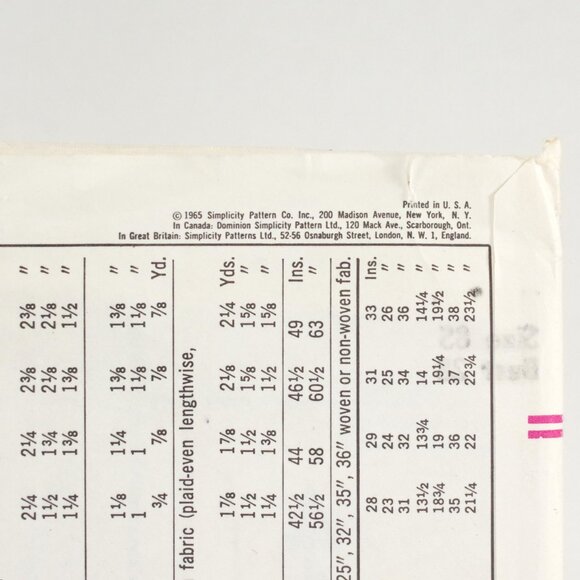 Printed in U. S. A.
© 1965 Simplicity Pattern Co. Inc., 200 Madison Avenue, New York, N. Y.
In Canada: Dominion Simplicity Pattern Ltd., 120 Mack Ave., Scarborough, Ont.
In Great Britain: Simplicity Patterns Ltd., 52-56 Osnaburgh Street, London, N. W. 1, England.
2¼ 2¼ 2⅜ 2⅜ "
1½ 1¾ 2⅛ 2⅛ "
1¼ 1⅜ 1⅜ 1½ "
1⅛ 1¼ 1⅜ 1⅜ "
1 1 1⅛ 1⅛ "
¾ ⅞ ⅞ ⅞ Yd.
fabric (plaid-even lengthwise,
1⅞ 1⅞ 2⅛ 2¼ Yds.
1½ 1½ 1⅝ 1⅝ "
1¼ 1⅜ 1½ 1⅝ "
42½ 44 46½ 49 Ins.
56½ 58 60½ 63 "
25", 32", 35", 36" woven or non-woven fab.
28 29 31 33 Ins.
23 24 25 26 "
31 32 34 36 "
13½ 13¾ 14 14¼ "
18¾ 19 19¼ 19½ "
35 36 37 38 "
21¼ 22 22¾ 23½ "